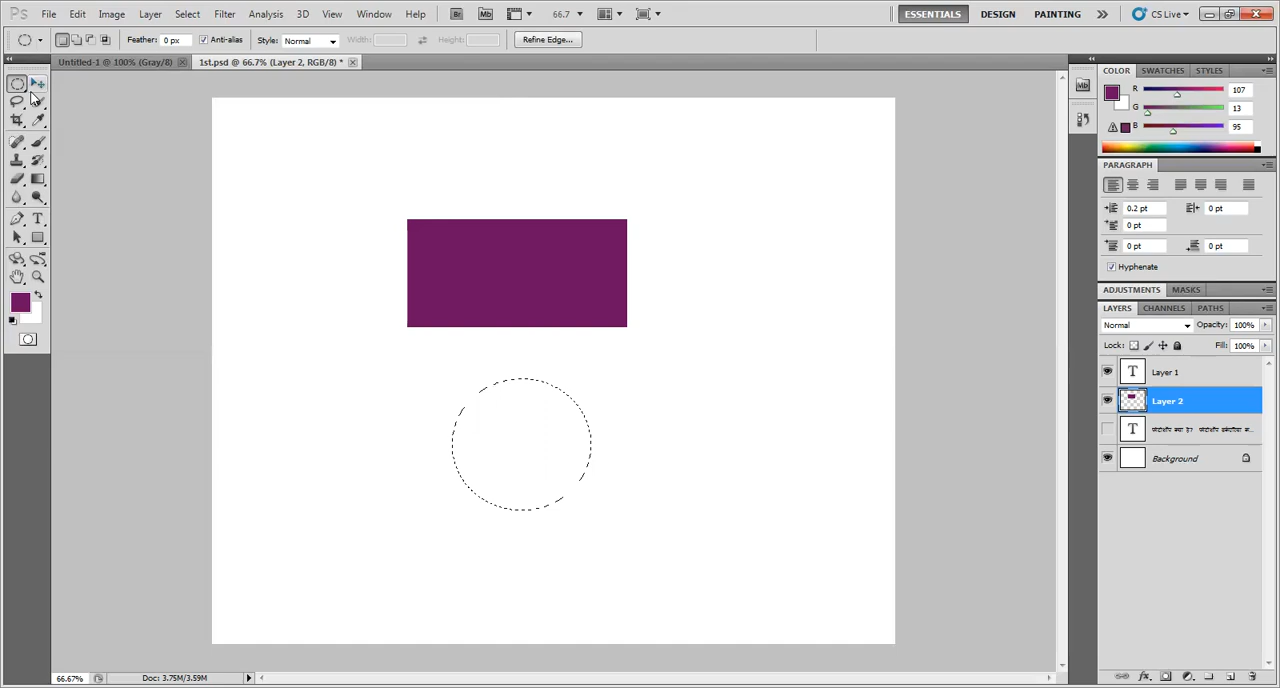 Ps File Edit Image Layer Select Filter Analysis 3D View Window Help Br Mb 66.7 ESSENTIALS DESIGN PAINTING CS Live
Feather: 0 px Anti-alias Style: Normal Width: Height: Refine Edge...
Untitled-1 @ 100% (Gray/8) 1st.psd @ 66.7% (Layer 2, RGB/8) *
COLOR SWATCHES STYLES
Mb
R 107
G 13
B 95
PARAGRAPH
0.2 pt 0 pt
0 pt
0 pt 0 pt
Hyphenate
ADJUSTMENTS MASKS
LAYERS CHANNELS PATHS
Normal Opacity: 100%
Lock: Fill: 100%
T Layer 1
Layer 2
T फोटोशॉप क्या है?
Background
T
66.67% Doc: 3.75M/3.59M
fx